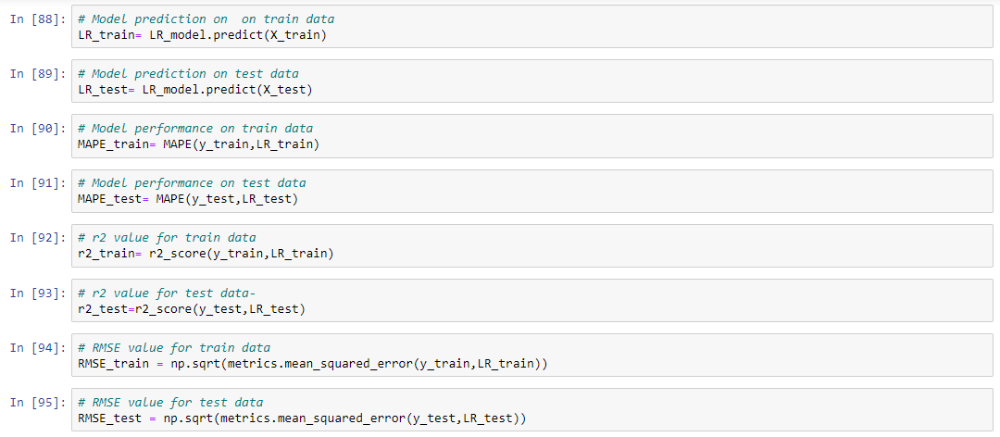 In [88]: # Model prediction on  on train data
LR_train= LR_model.predict(X_train)
In [89]: # Model prediction on test data
LR_test= LR_model.predict(X_test)
In [90]: # Model performance on train data
MAPE_train= MAPE(y_train,LR_train)
In [91]: # Model performance on test data
MAPE_test= MAPE(y_test,LR_test)
In [92]: # r2 value for train data
r2_train= r2_score(y_train,LR_train)
In [93]: # r2 value for test data-
r2_test=r2_score(y_test,LR_test)
In [94]: # RMSE value for train data
RMSE_train = np.sqrt(metrics.mean_squared_error(y_train,LR_train))
In [95]: # RMSE value for test data
RMSE_test = np.sqrt(metrics.mean_squared_error(y_test,LR_test))